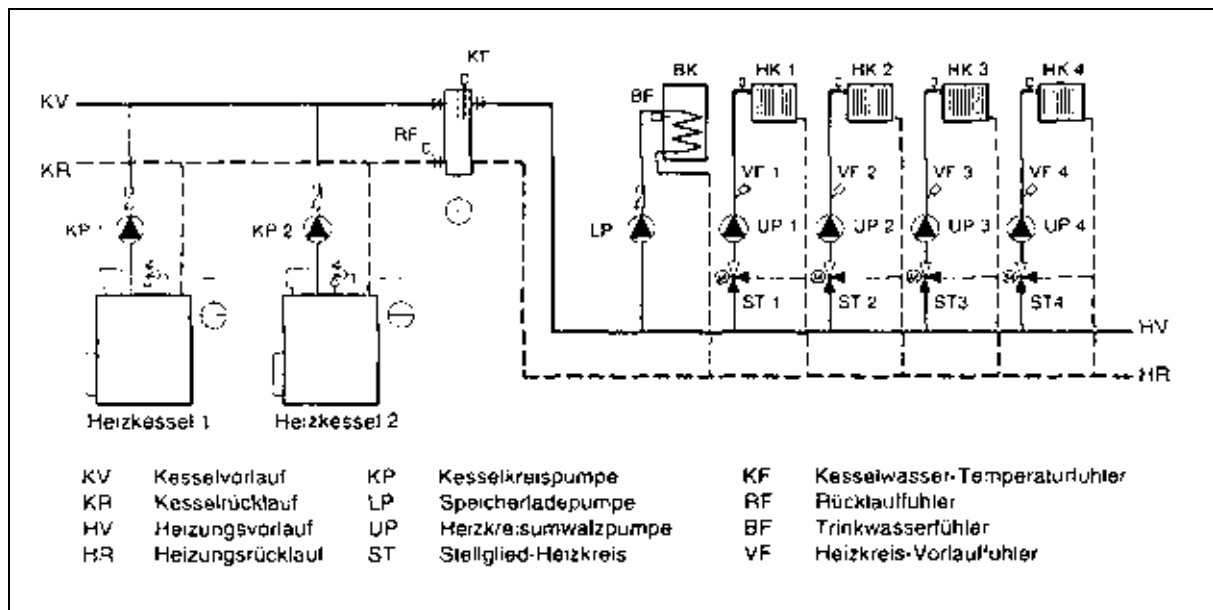 KF
BK HK 1 HK 2 HK 3 HK 4
BF
KV
RF
KR
VF 1 VF 2 VF 3 VF 4
KP 1 KP 2 LP UP 1 UP 2 UP 3 UP 4
ST 1 ST 2 ST3 ST4
HV
HR
Heizkessel 1 Heizkessel 2
KV Kesselvorlauf KP Kesselkreispumpe KF Kesselwasser-Temperaturfühler
KR Kesselrücklauf LP Speicherladepumpe RF Rücklauffühler
HV Heizungsvorlauf UP Heizkreisumwälzpumpe BF Trinkwasserfühler
HR Heizungsrücklauf ST Stellglied-Heizkreis VF Heizkreis-Vorlauffühler